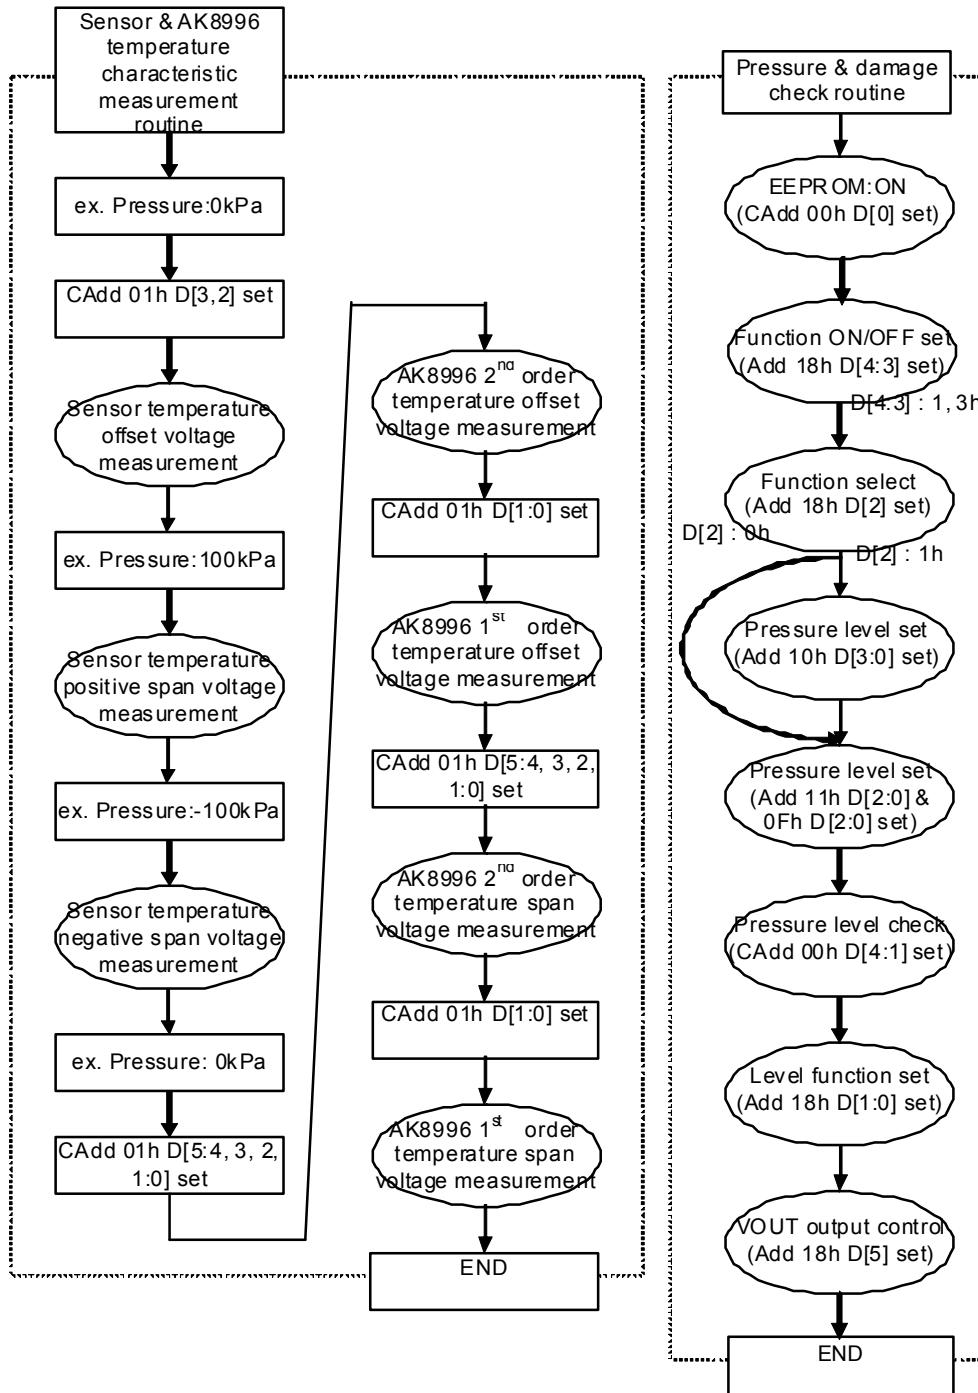 Sensor & AK8996
temperature
characteristic
measurement
routine
ex. Pressure:0kPa
CAdd 01h D[3,2] set
Sensor temperature
offset voltage
measurement
ex. Pressure:100kPa
Sensor temperature
positive span voltage
measurement
ex. Pressure:-100kPa
Sensor temperature
negative span voltage
measurement
ex. Pressure: 0kPa
CAdd 01h D[5:4, 3, 2,
1:0] set
AK8996 2nd order
temperature offset
voltage measurement
CAdd 01h D[1:0] set
AK8996 1st order
temperature offset
voltage measurement
CAdd 01h D[5:4, 3, 2,
1:0] set
AK8996 2nd order
temperature span
voltage measurement
CAdd 01h D[1:0] set
AK8996 1st order
temperature span
voltage measurement
END
Pressure & damage
check routine
EEPROM:ON
(CAdd 00h D[0] set)
Function ON/OFF set
(Add 18h D[4:3] set)
D[4:3] : 1, 3h
Function select
(Add 18h D[2] set)
D[2] : 0h
D[2] : 1h
Pressure level set
(Add 10h D[3:0] set)
Pressure level set
(Add 11h D[2:0] &
0Fh D[2:0] set)
Pressure level check
(CAdd 00h D[4:1] set)
Level function set
(Add 18h D[1:0] set)
VOUT output control
(Add 18h D[5] set)
END